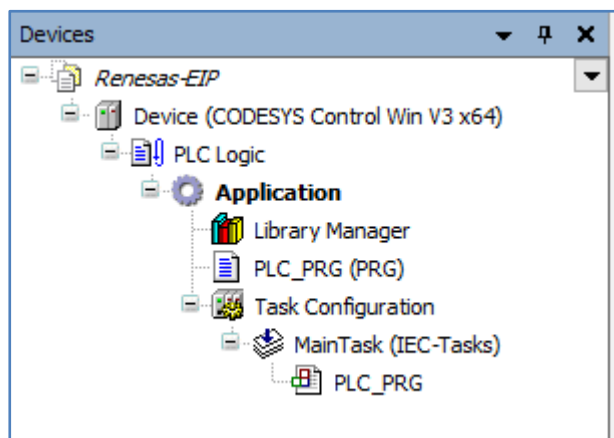 Devices
Renesas-EIP
Device (CODESYS Control Win V3 x64)
PLC Logic
Application
Library Manager
PLC_PRG (PRG)
Task Configuration
MainTask (IEC-Tasks)
PLC_PRG